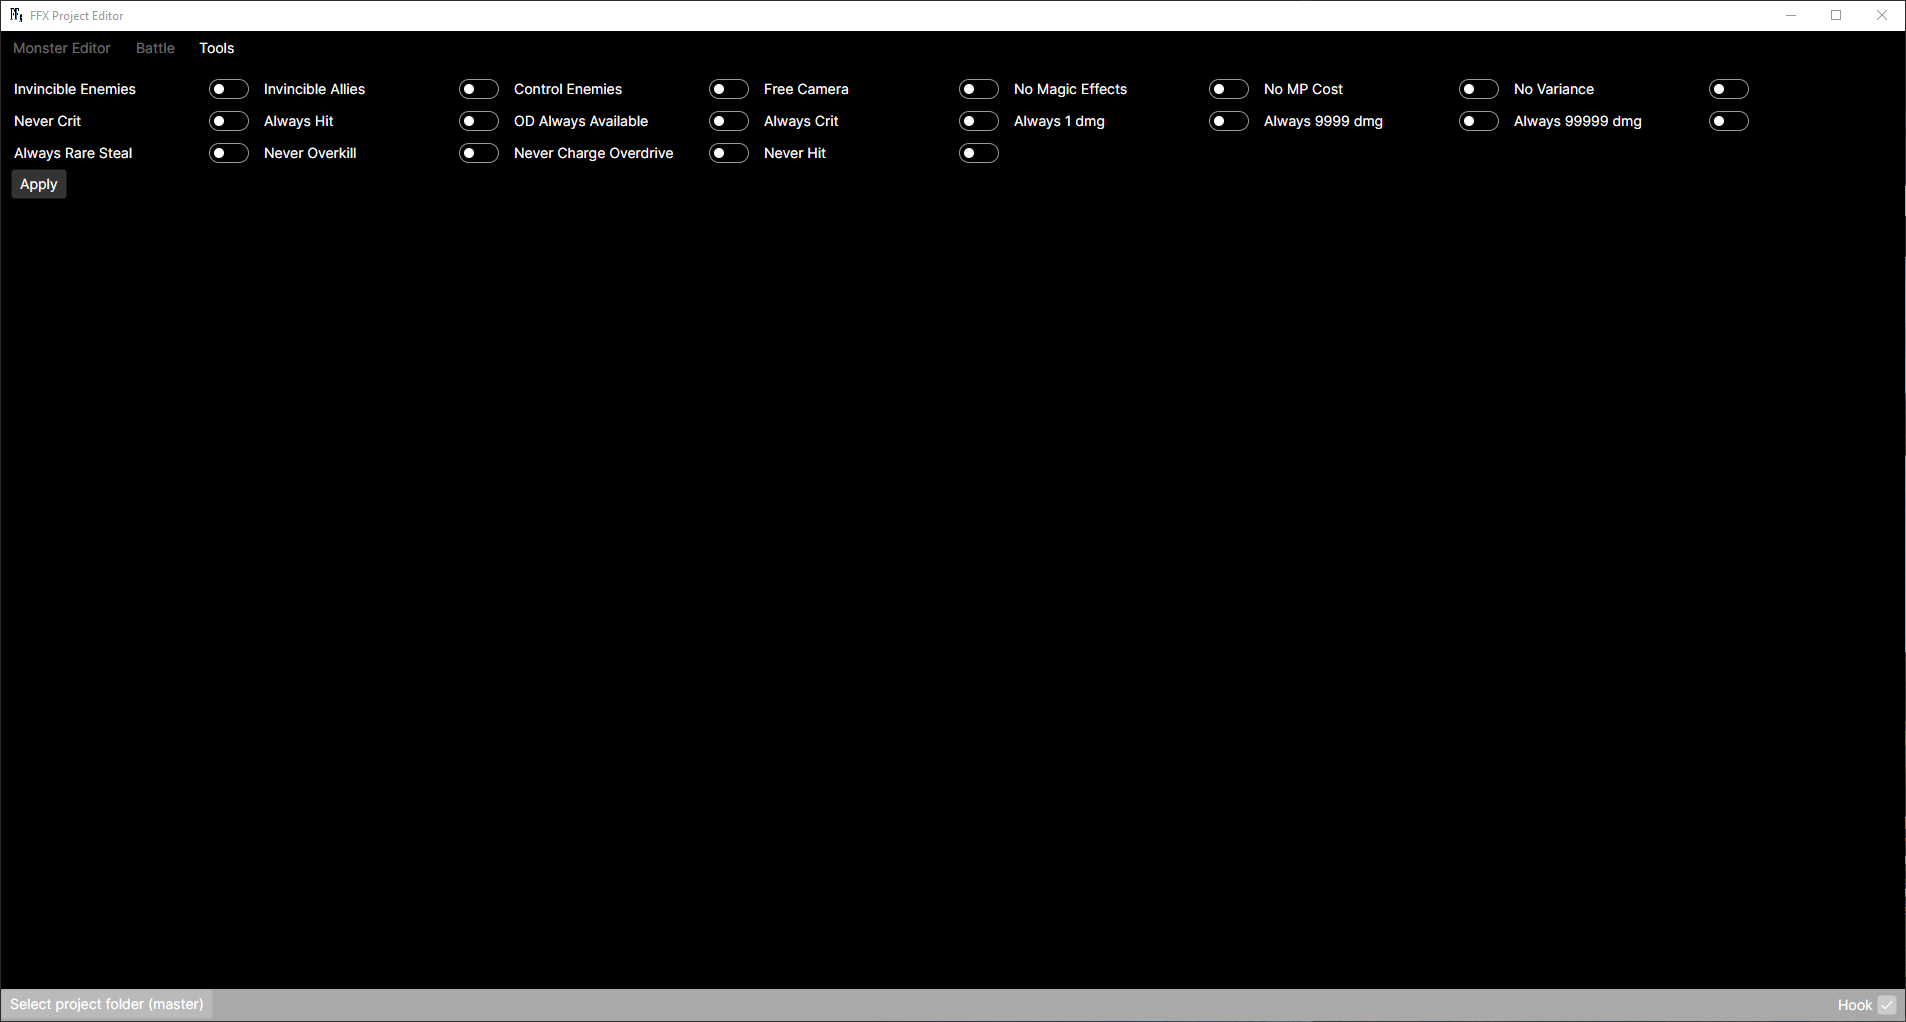 FFX Project Editor
Monster Editor Battle Tools
Invincible Enemies Invincible Allies Control Enemies Free Camera No Magic Effects No MP Cost No Variance
Never Crit Always Hit OD Always Available Always Crit Always 1 dmg Always 9999 dmg Always 99999 dmg
Always Rare Steal Never Overkill Never Charge Overdrive Never Hit
Apply
Select project folder (master) Hook